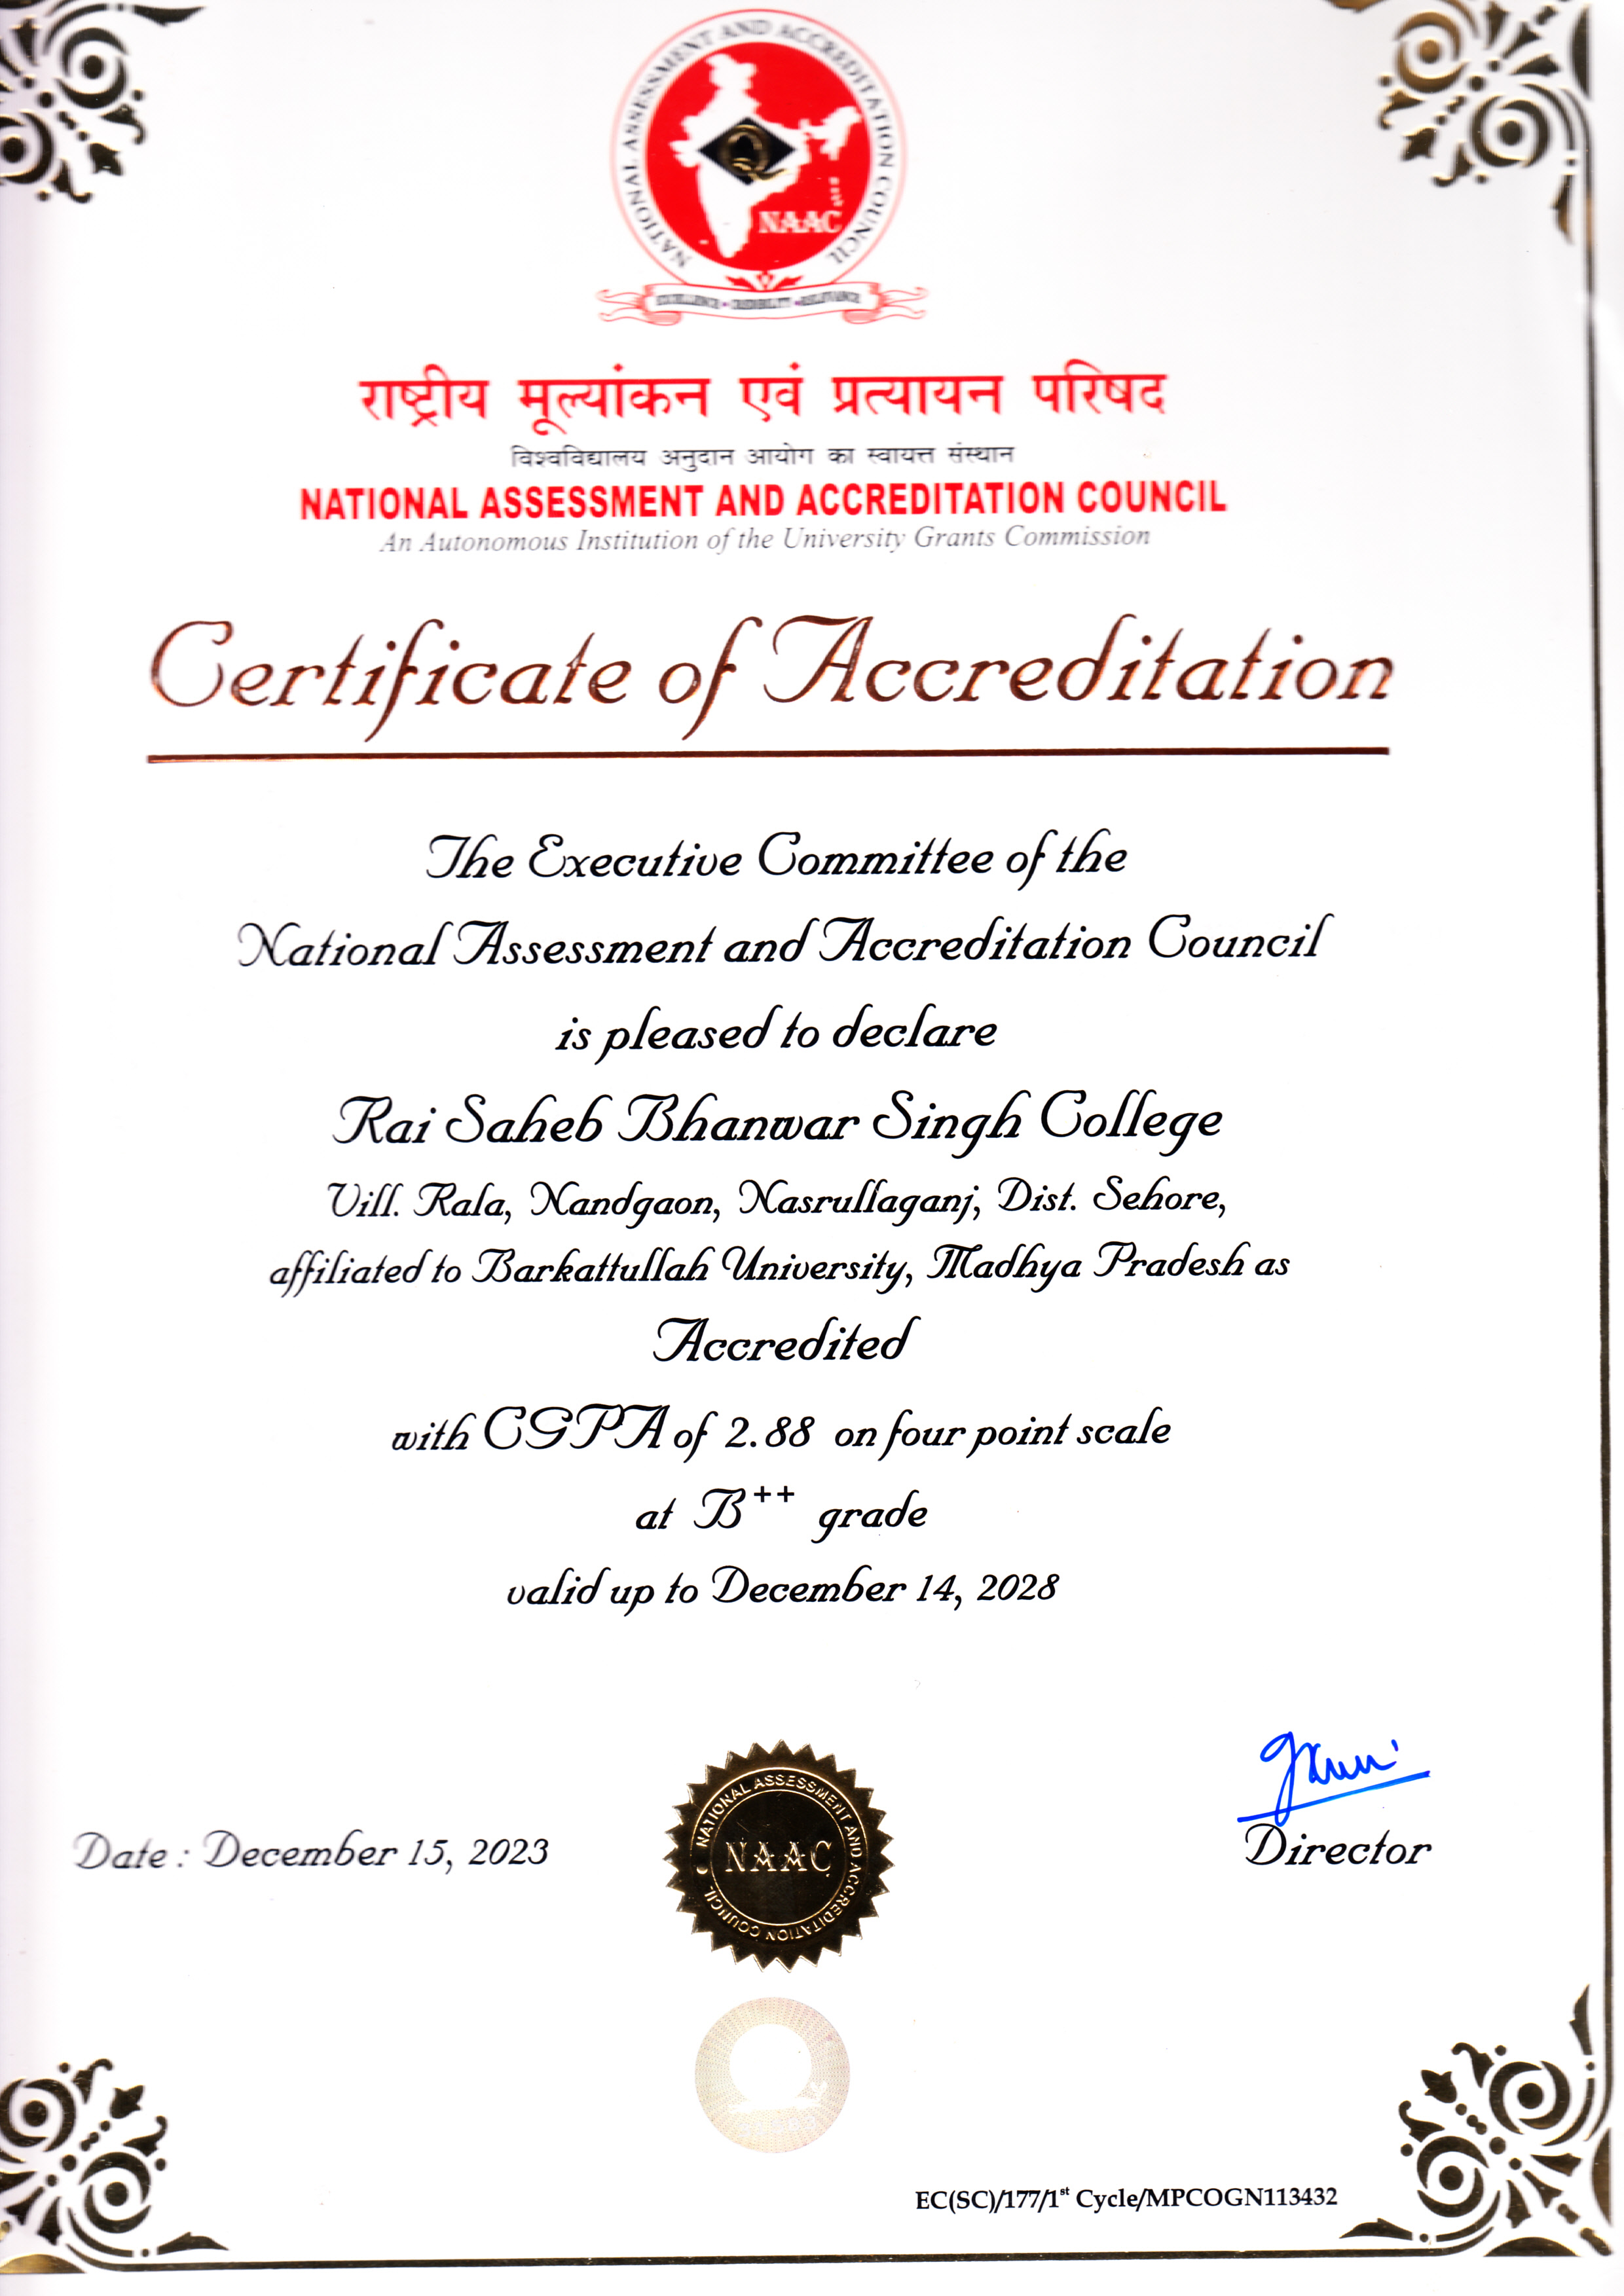 NATIONAL ASSESSMENT AND ACCREDITATION COUNCIL
NAAC
EXCELLENCE • CREDIBILITY • RELEVANCE
राष्ट्रीय मूल्यांकन एवं प्रत्यायन परिषद
विश्वविद्यालय अनुदान आयोग का स्वायत्त संस्थान
NATIONAL ASSESSMENT AND ACCREDITATION COUNCIL
An Autonomous Institution of the University Grants Commission
Certificate of Accreditation
The Executive Committee of the
National Assessment and Accreditation Council
is pleased to declare
Rai Saheb Bhanwar Singh College
Vill. Rala, Nandgaon, Nasrullaganj, Dist. Sehore,
affiliated to Barkattullah University, Madhya Pradesh as
Accredited
with CGPA of 2.88 on four point scale
at B++ grade
valid up to December 14, 2028
Date : December 15, 2023
NATIONAL ASSESSMENT AND ACCREDITATION COUNCIL
NAAC
Director
EC(SC)/177/1st Cycle/MPCOGN113432